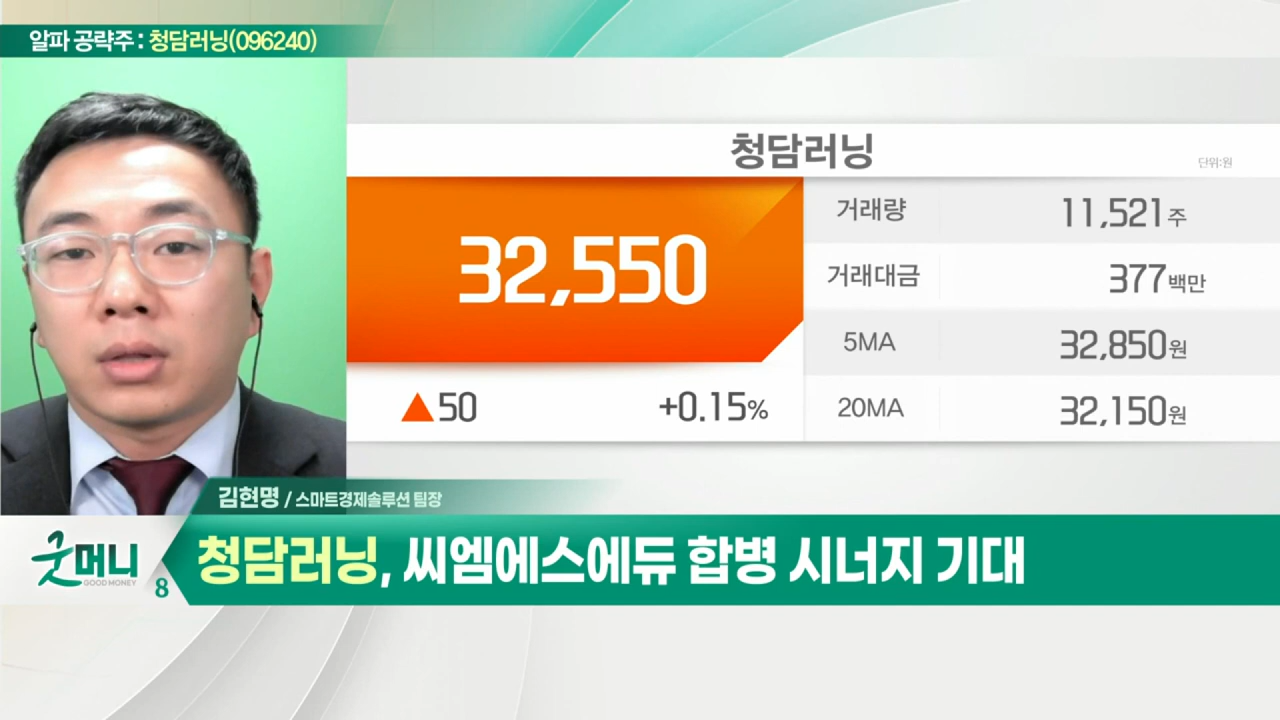 알파 공략주 : 청담러닝(096240)
청담러닝
단위:원
32,550
▲50 +0.15%
거래량 11,521주
거래대금 377백만
5MA 32,850원
20MA 32,150원
김현명 / 스마트경제솔루션 팀장
굿머니
GOOD MONEY
8
청담러닝, 씨엠에스에듀 합병 시너지 기대